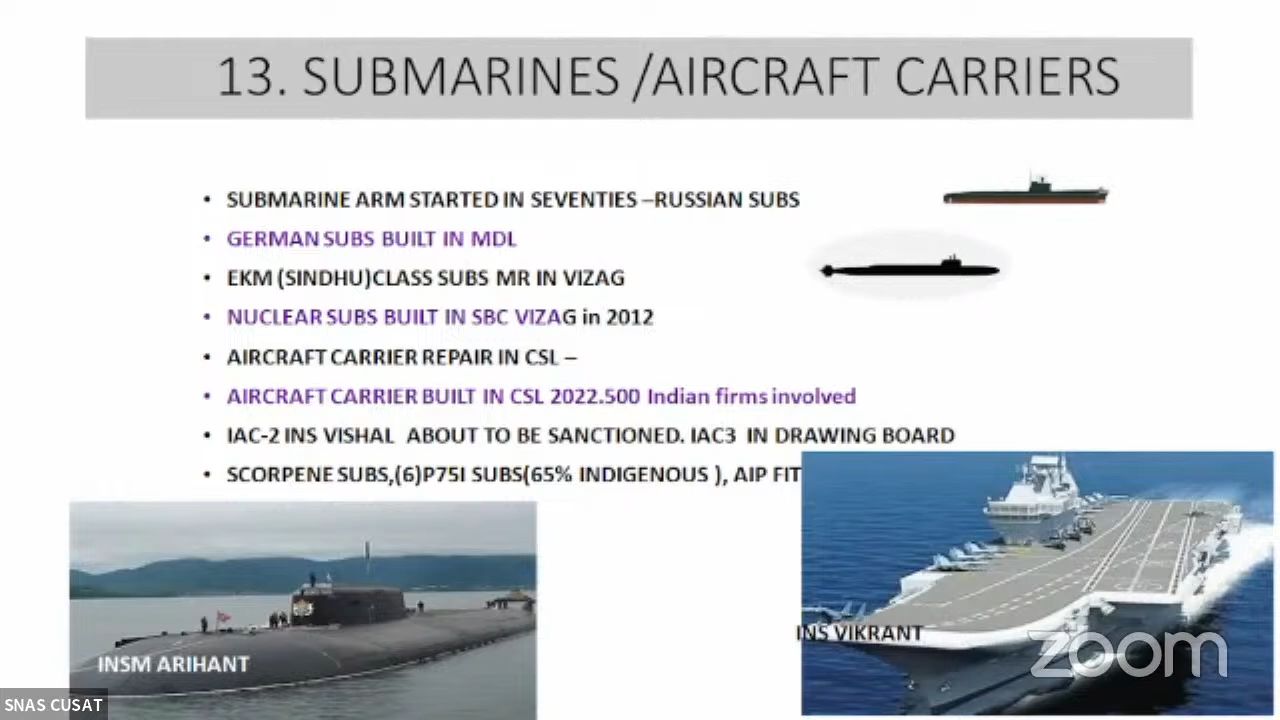 13. SUBMARINES /AIRCRAFT CARRIERS
• SUBMARINE ARM STARTED IN SEVENTIES –RUSSIAN SUBS
• GERMAN SUBS BUILT IN MDL
• EKM (SINDHU)CLASS SUBS MR IN VIZAG
• NUCLEAR SUBS BUILT IN SBC VIZAG in 2012
• AIRCRAFT CARRIER REPAIR IN CSL –
• AIRCRAFT CARRIER BUILT IN CSL 2022.500 Indian firms involved
• IAC-2 INS VISHAL ABOUT TO BE SANCTIONED. IAC3 IN DRAWING BOARD
• SCORPENE SUBS,(6)P75I SUBS(65% INDIGENOUS ), AIP FIT
INS VIKRANT
INSM ARIHANT
zoom
SNAS CUSAT